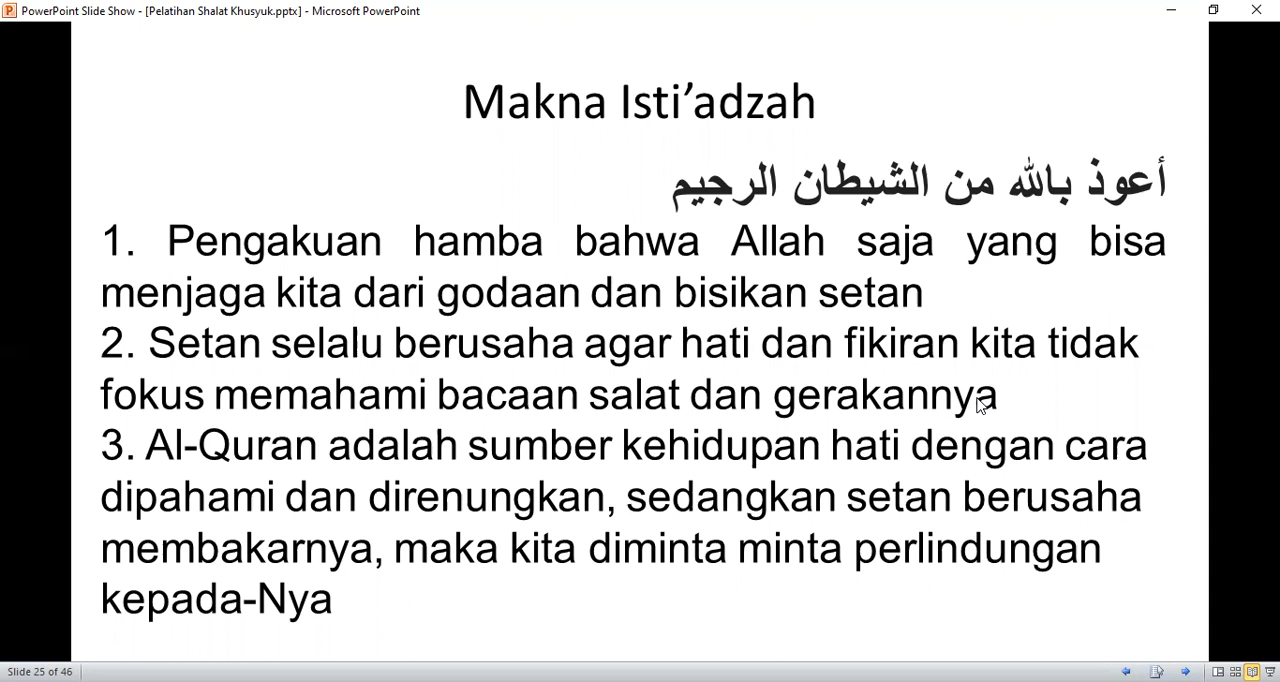 PowerPoint Slide Show - [Pelatihan Shalat Khusyuk.pptx] - Microsoft PowerPoint
Makna Isti’adzah
أعوذ بالله من الشيطان الرجيم
1. Pengakuan hamba bahwa Allah saja yang bisa
menjaga kita dari godaan dan bisikan setan
2. Setan selalu berusaha agar hati dan fikiran kita tidak
fokus memahami bacaan salat dan gerakannya
3. Al-Quran adalah sumber kehidupan hati dengan cara
dipahami dan direnungkan, sedangkan setan berusaha
membakarnya, maka kita diminta minta perlindungan
kepada-Nya
Slide 25 of 46